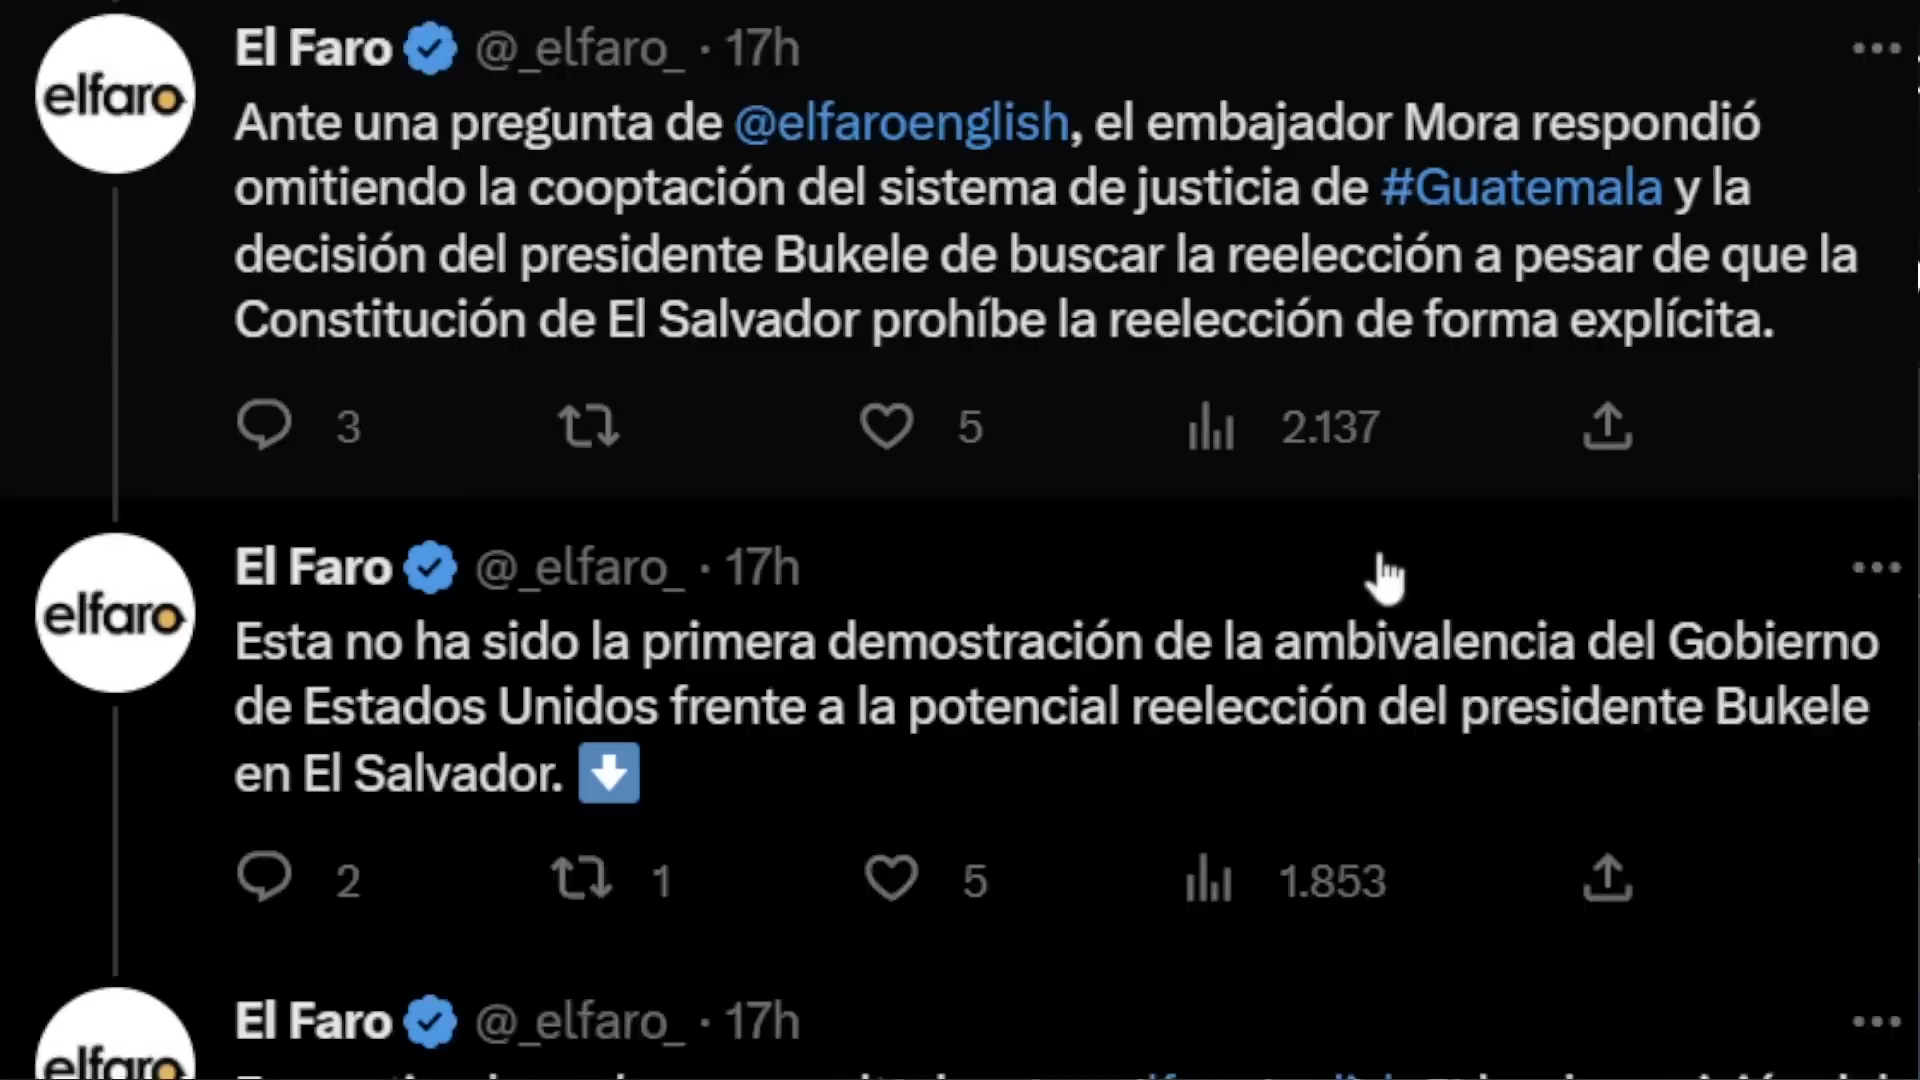 El Faro @_elfaro_ · 17h
elfaro
Ante una pregunta de @elfaroenglish, el embajador Mora respondió
omitiendo la cooptación del sistema de justicia de #Guatemala y la
decisión del presidente Bukele de buscar la reelección a pesar de que la
Constitución de El Salvador prohíbe la reelección de forma explícita.
3 5 2.137
El Faro @_elfaro_ · 17h
elfaro
Esta no ha sido la primera demostración de la ambivalencia del Gobierno
de Estados Unidos frente a la potencial reelección del presidente Bukele
en El Salvador.
2 1 5 1.853
El Faro @_elfaro_ · 17h
elfaro